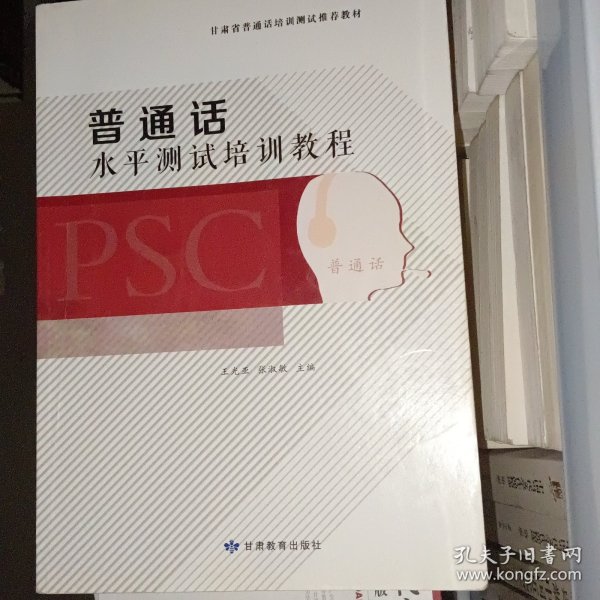 甘肃省普通话培训测试推荐教材
普通话
水平测试培训教程
PSC
普通话
王光亚 张淑敏 主编
甘肃教育出版社
孔夫子旧书网
www.kongfz.com
版